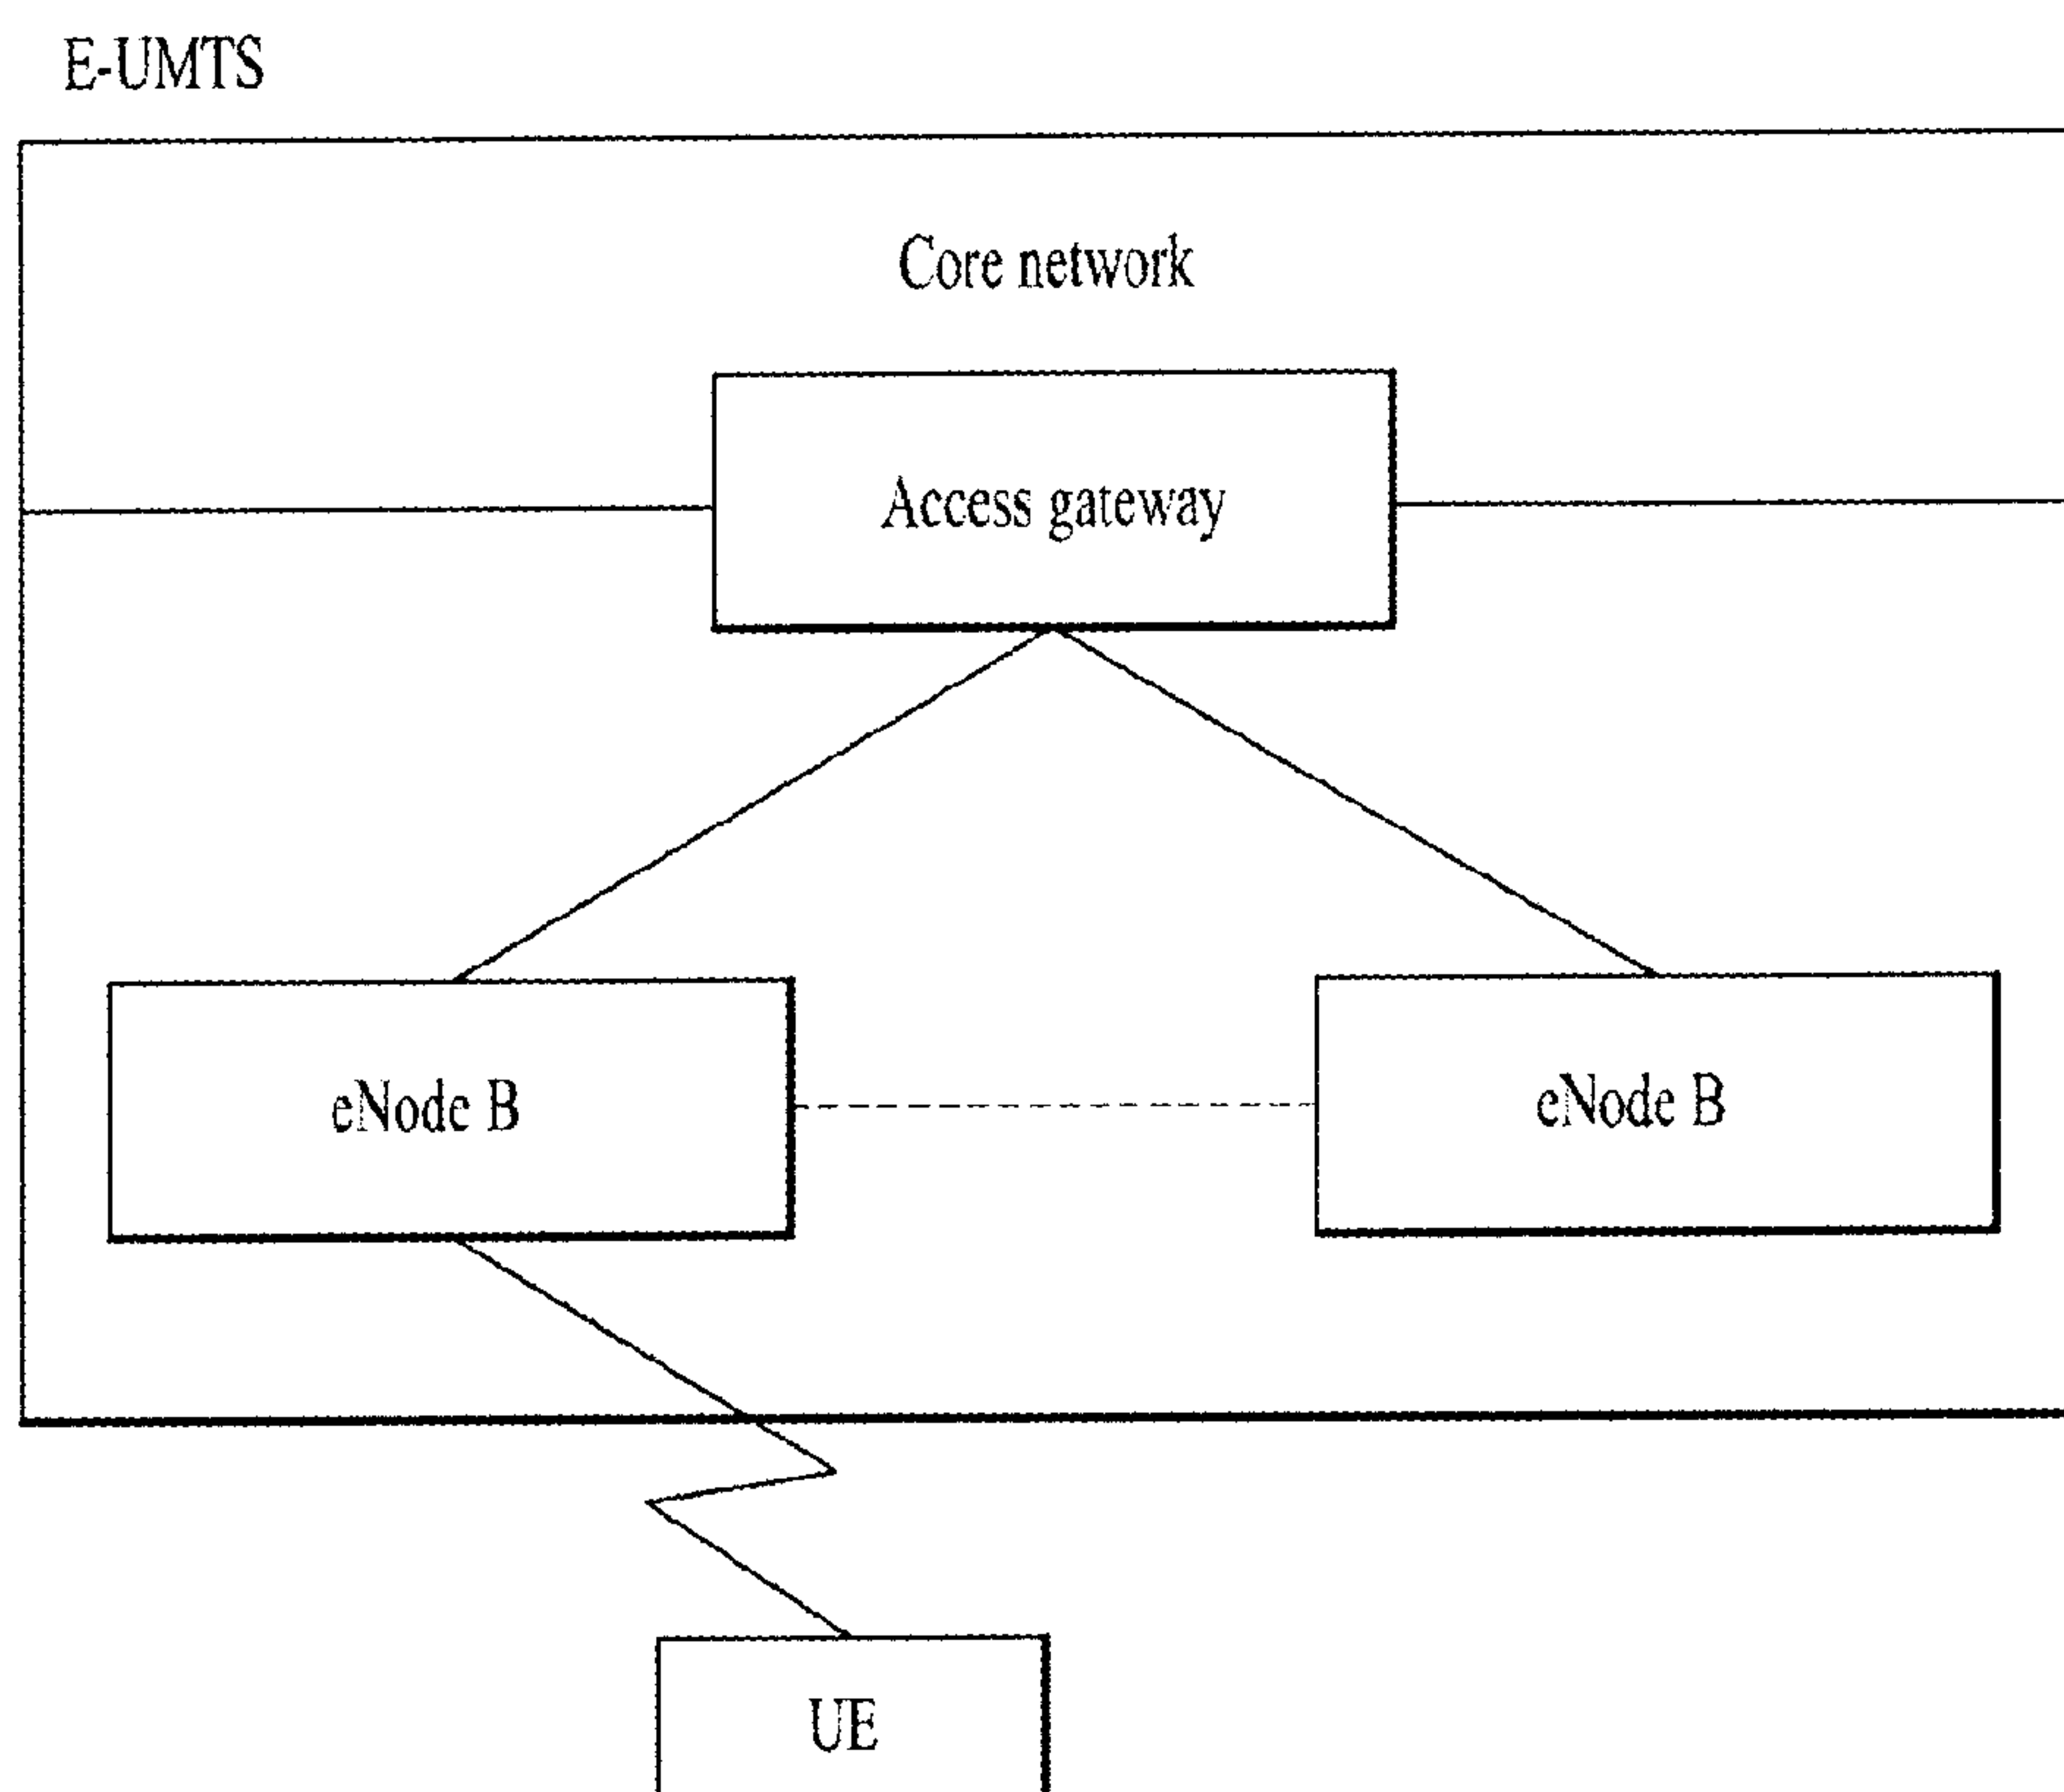 E-UMTS
Core network
Access gateway
eNode B
eNode B
UE